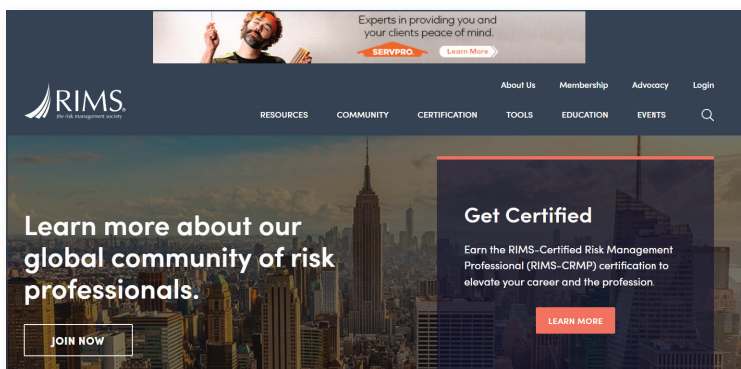 Experts in providing you and
your clients peace of mind.
SERVPRO.
Learn More
About Us Membership Advocacy Login
RIMS®
the risk management society
RESOURCES COMMUNITY CERTIFICATION TOOLS EDUCATION EVENTS
Learn more about our
global community of risk
professionals.
JOIN NOW
Get Certified
Earn the RIMS-Certified Risk Management
Professional (RIMS-CRMP) certification to
elevate your career and the profession.
LEARN MORE